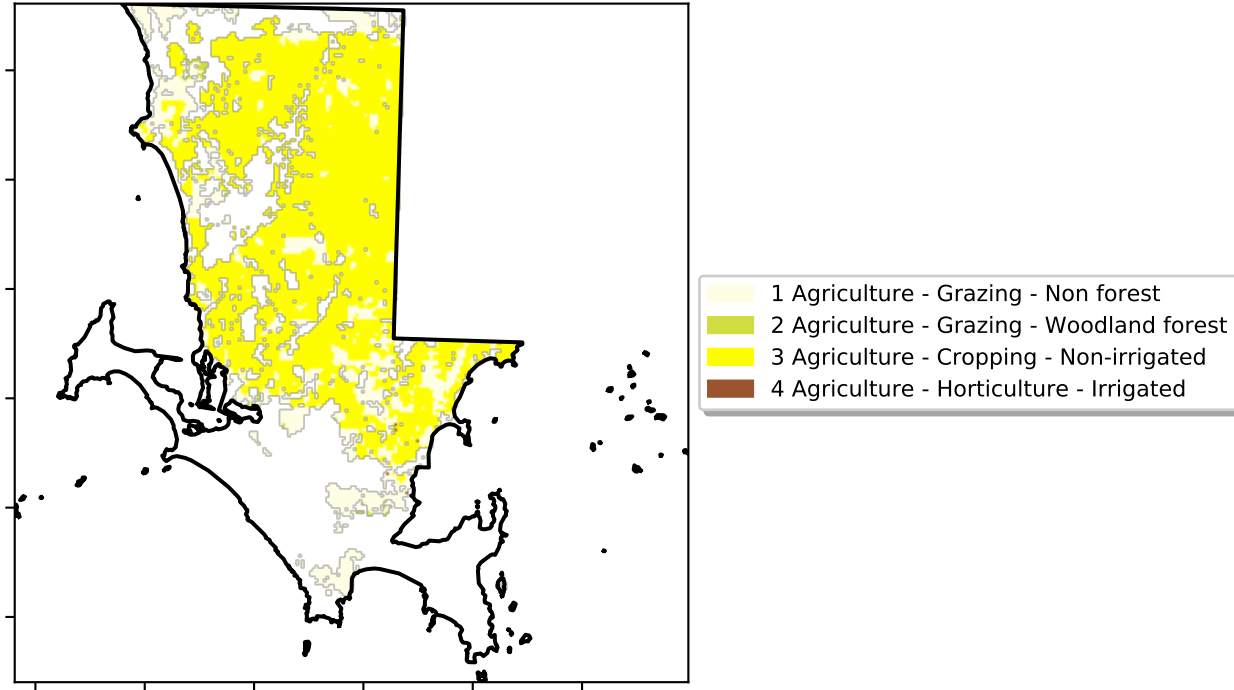 1 Agriculture - Grazing - Non forest
2 Agriculture - Grazing - Woodland forest
3 Agriculture - Cropping - Non-irrigated
4 Agriculture - Horticulture - Irrigated